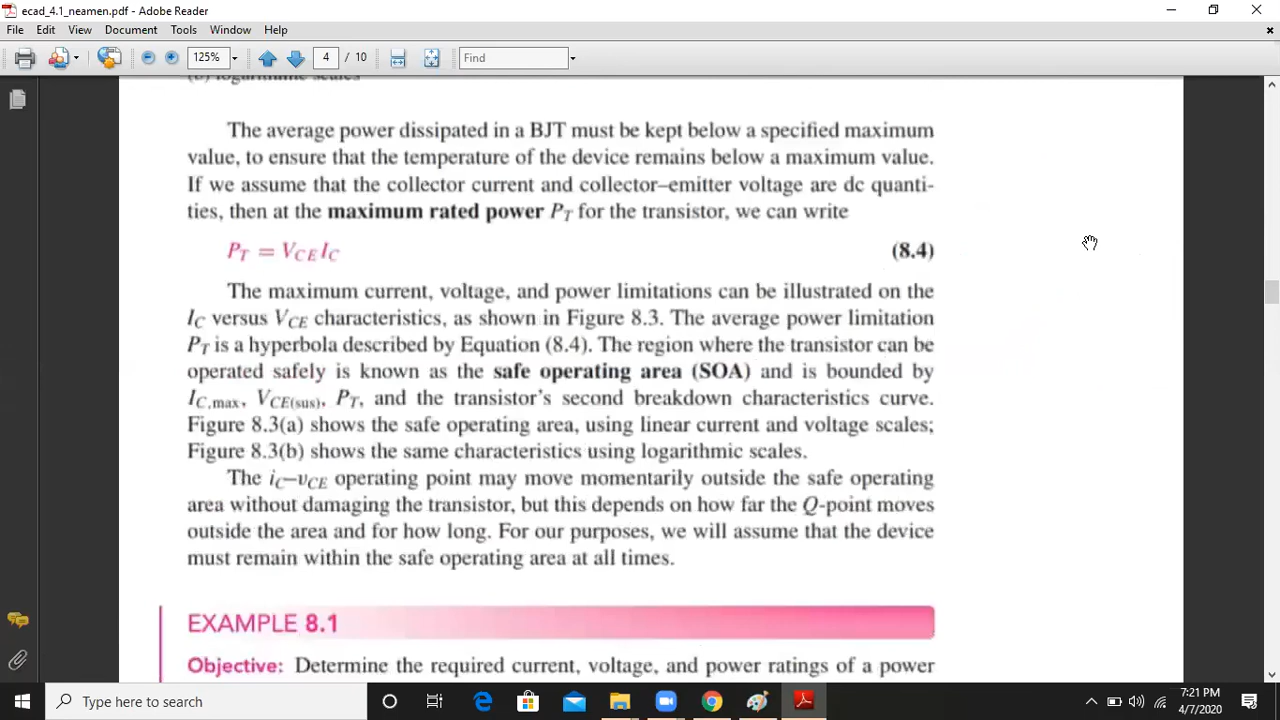 ecad_4.1_neamen.pdf - Adobe Reader
File Edit View Document Tools Window Help
125% 4 / 10 Find
(b) logarithmic scales
The average power dissipated in a BJT must be kept below a specified maximum
value, to ensure that the temperature of the device remains below a maximum value.
If we assume that the collector current and collector–emitter voltage are dc quanti-
ties, then at the maximum rated power P_T for the transistor, we can write
P_T = V_CE I_C (8.4)
The maximum current, voltage, and power limitations can be illustrated on the
I_C versus V_CE characteristics, as shown in Figure 8.3. The average power limitation
P_T is a hyperbola described by Equation (8.4). The region where the transistor can be
operated safely is known as the safe operating area (SOA) and is bounded by
I_C,max, V_CE(sus), P_T, and the transistor's second breakdown characteristics curve.
Figure 8.3(a) shows the safe operating area, using linear current and voltage scales;
Figure 8.3(b) shows the same characteristics using logarithmic scales.
The i_C–v_CE operating point may move momentarily outside the safe operating
area without damaging the transistor, but this depends on how far the Q-point moves
outside the area and for how long. For our purposes, we will assume that the device
must remain within the safe operating area at all times.
EXAMPLE 8.1
Objective: Determine the required current, voltage, and power ratings of a power
Type here to search
7:21 PM
4/7/2020